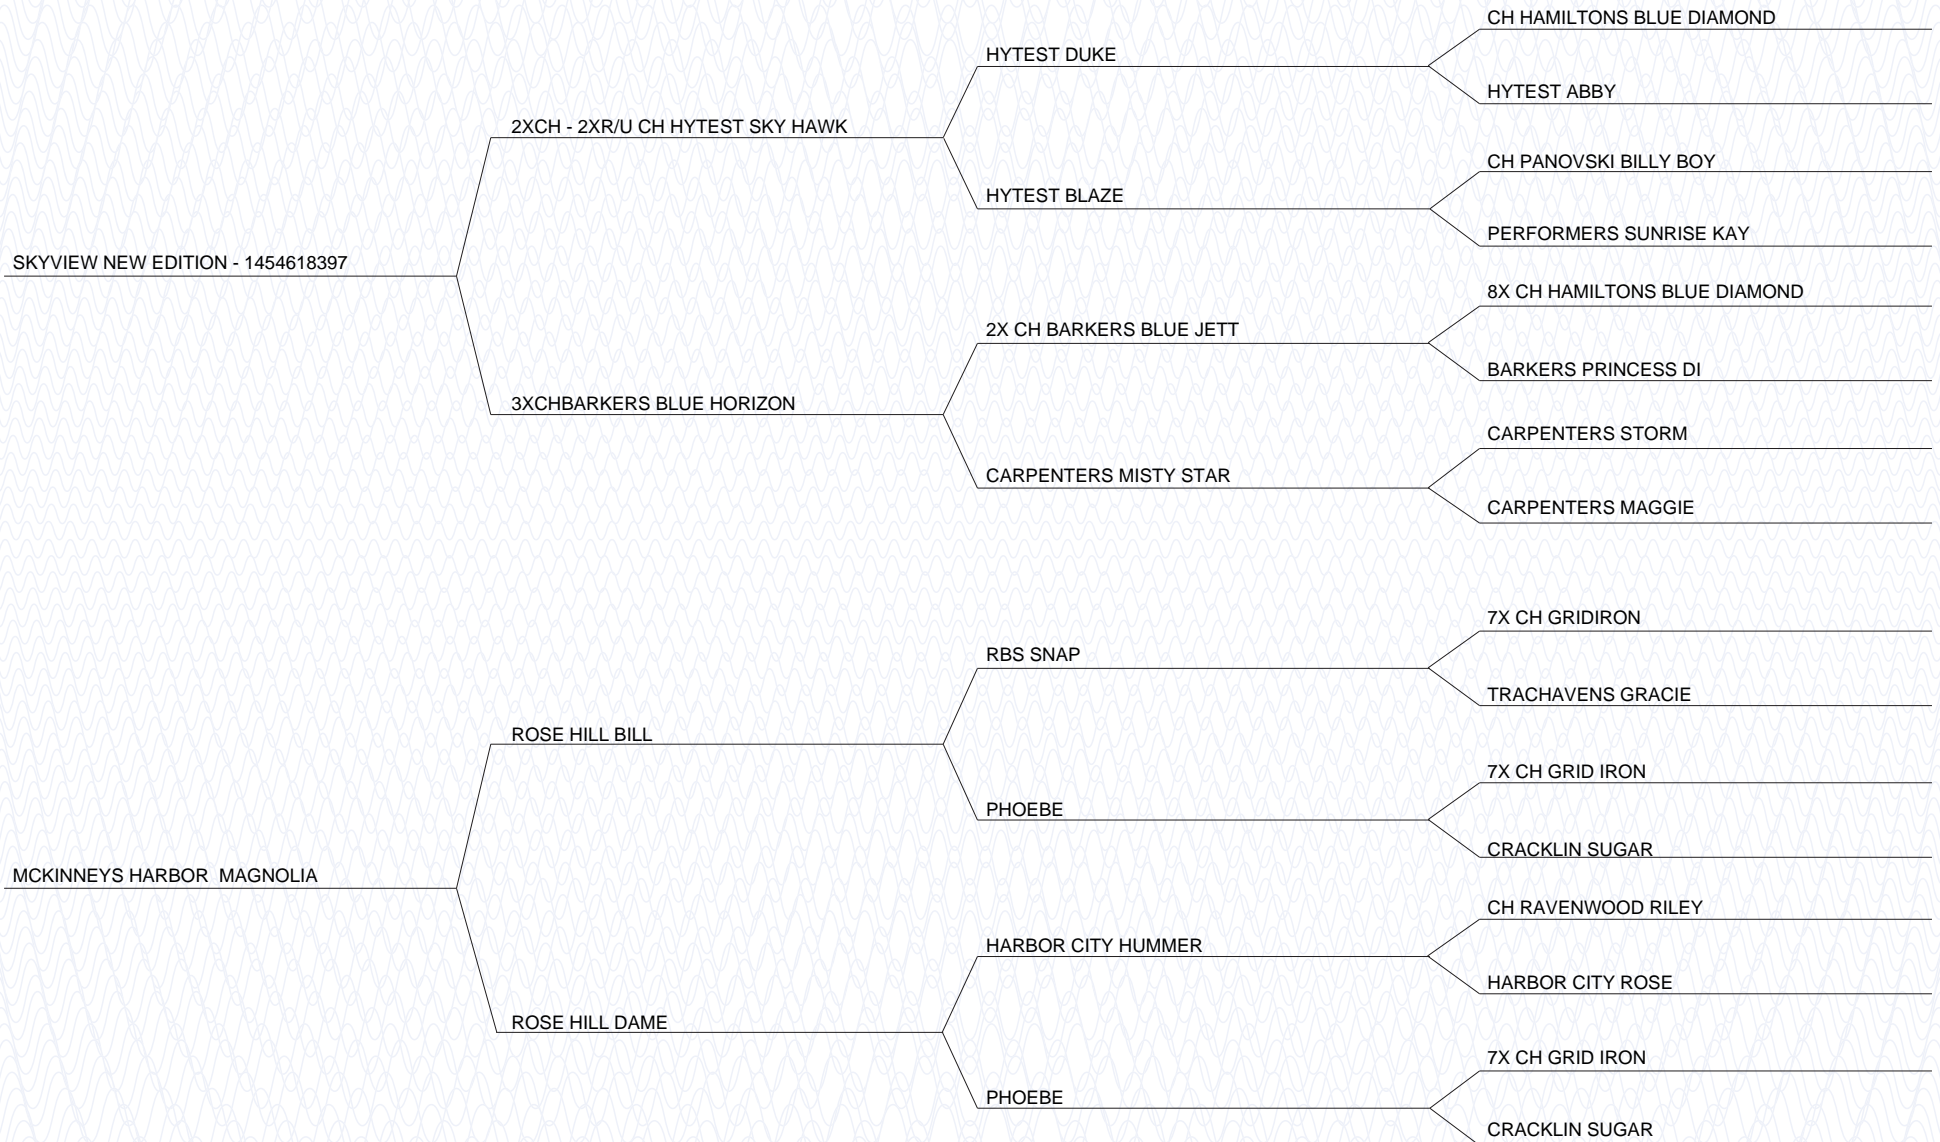 CH HAMILTONS BLUE DIAMOND
HYTEST DUKE
HYTEST ABBY
2XCH - 2XR/U CH HYTEST SKY HAWK
CH PANOVSKI BILLY BOY
HYTEST BLAZE
PERFORMERS SUNRISE KAY
SKYVIEW NEW EDITION - 1454618397
8X CH HAMILTONS BLUE DIAMOND
2X CH BARKERS BLUE JETT
BARKERS PRINCESS DI
3XCHBARKERS BLUE HORIZON
CARPENTERS STORM
CARPENTERS MISTY STAR
CARPENTERS MAGGIE
7X CH GRIDIRON
RBS SNAP
TRACHAVENS GRACIE
ROSE HILL BILL
7X CH GRID IRON
PHOEBE
CRACKLIN SUGAR
MCKINNEYS HARBOR  MAGNOLIA
CH RAVENWOOD RILEY
HARBOR CITY HUMMER
HARBOR CITY ROSE
ROSE HILL DAME
7X CH GRID IRON
PHOEBE
CRACKLIN SUGAR